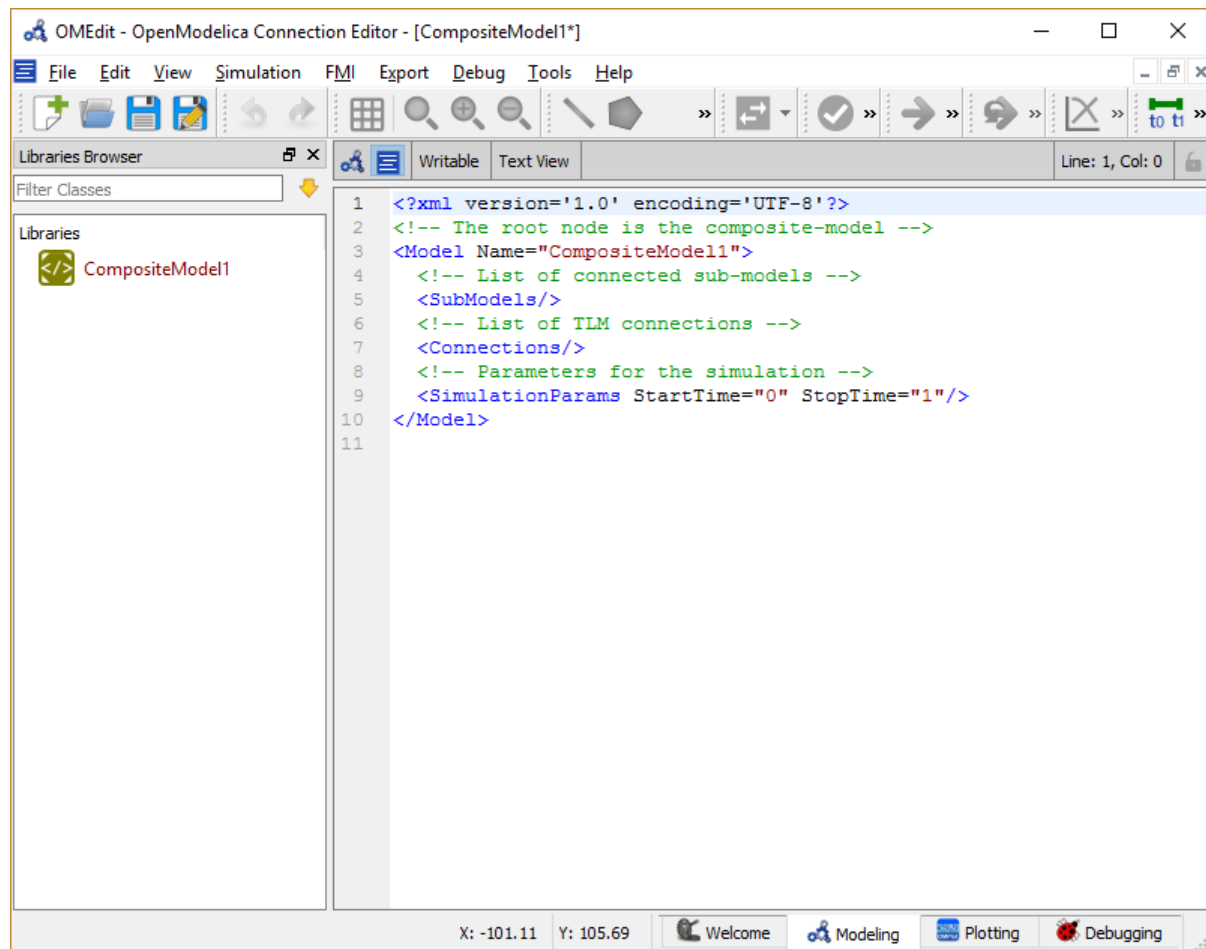 OMEdit - OpenModelica Connection Editor - [CompositeModel1*]
File Edit View Simulation FMI Export Debug Tools Help
» » » » » t0 t1 »
Libraries Browser
Writable Text View Line: 1, Col: 0
Filter Classes
Libraries
</> CompositeModel1
1 <?xml version='1.0' encoding='UTF-8'?>
2 <!-- The root node is the composite-model -->
3 <Model Name="CompositeModel1">
4   <!-- List of connected sub-models -->
5   <SubModels/>
6   <!-- List of TLM connections -->
7   <Connections/>
8   <!-- Parameters for the simulation -->
9   <SimulationParams StartTime="0" StopTime="1"/>
10 </Model>
11
X: -101.11 Y: 105.69 Welcome Modeling Plotting Debugging